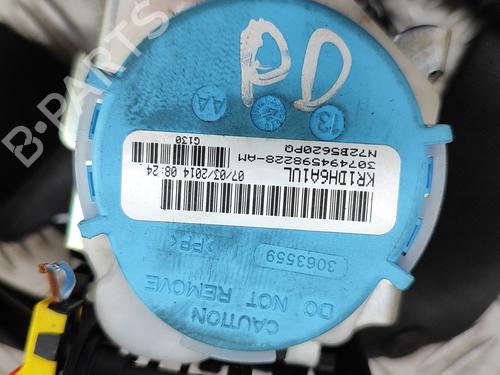 PD
B-PARTS
13
AA
G130
N72B5620PQ
30749459822B-AM
KR1DH6A1UL
07/03/2014 08:24
>PP<
3063559
DO NOT REMOVE
CAUTION